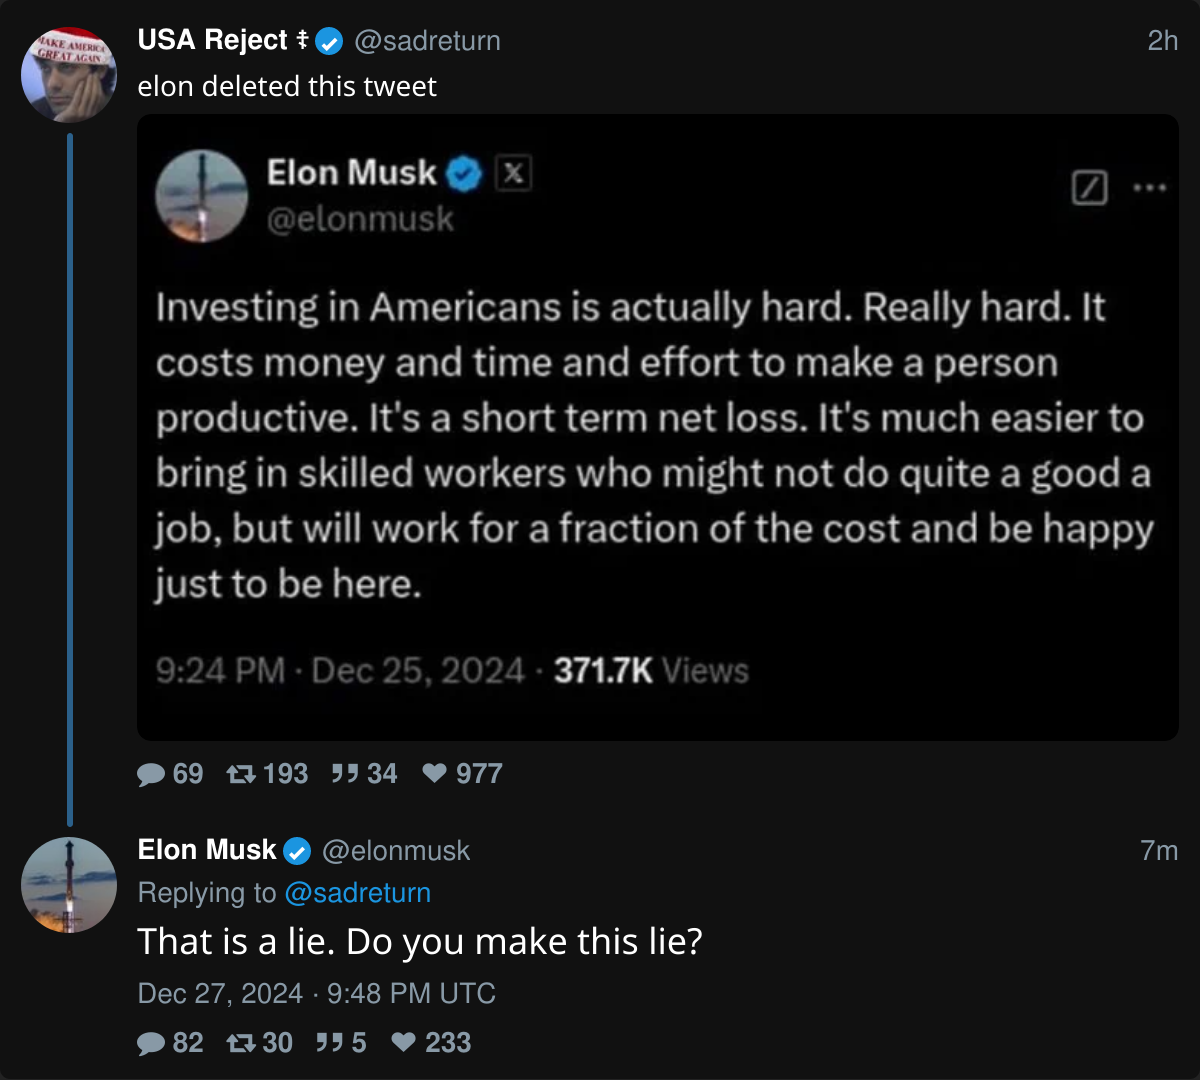 USA Reject ‡ @sadreturn 2h
elon deleted this tweet
MAKE AMERICA
GREAT AGAIN
Elon Musk X
@elonmusk
Investing in Americans is actually hard. Really hard. It
costs money and time and effort to make a person
productive. It's a short term net loss. It's much easier to
bring in skilled workers who might not do quite a good a
job, but will work for a fraction of the cost and be happy
just to be here.
9:24 PM · Dec 25, 2024 · 371.7K Views
69 193 34 977
Elon Musk @elonmusk 7m
Replying to @sadreturn
That is a lie. Do you make this lie?
Dec 27, 2024 · 9:48 PM UTC
82 30 5 233